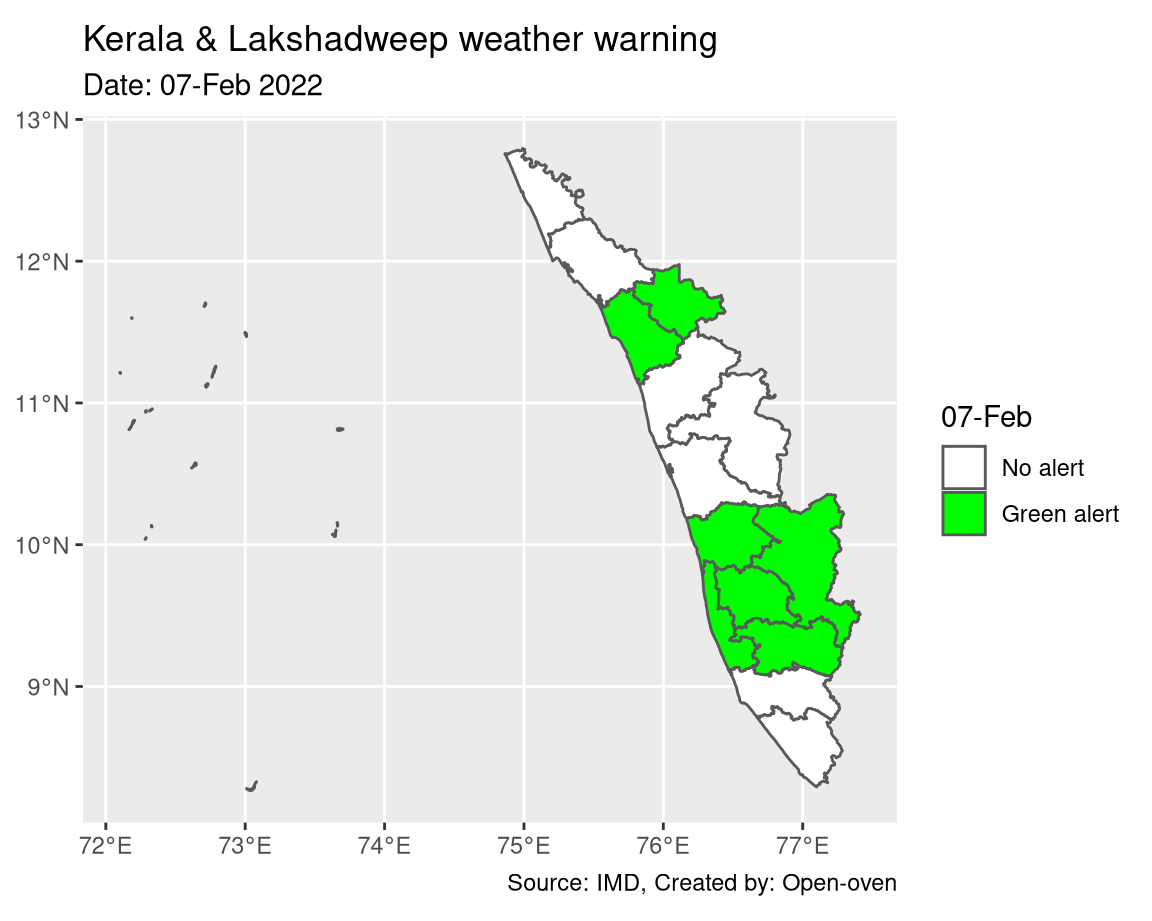 Kerala & Lakshadweep weather warning
Date: 07-Feb 2022
13°N
12°N
11°N
10°N
9°N
72°E 73°E 74°E 75°E 76°E 77°E
07-Feb
No alert
Green alert
Source: IMD, Created by: Open-oven